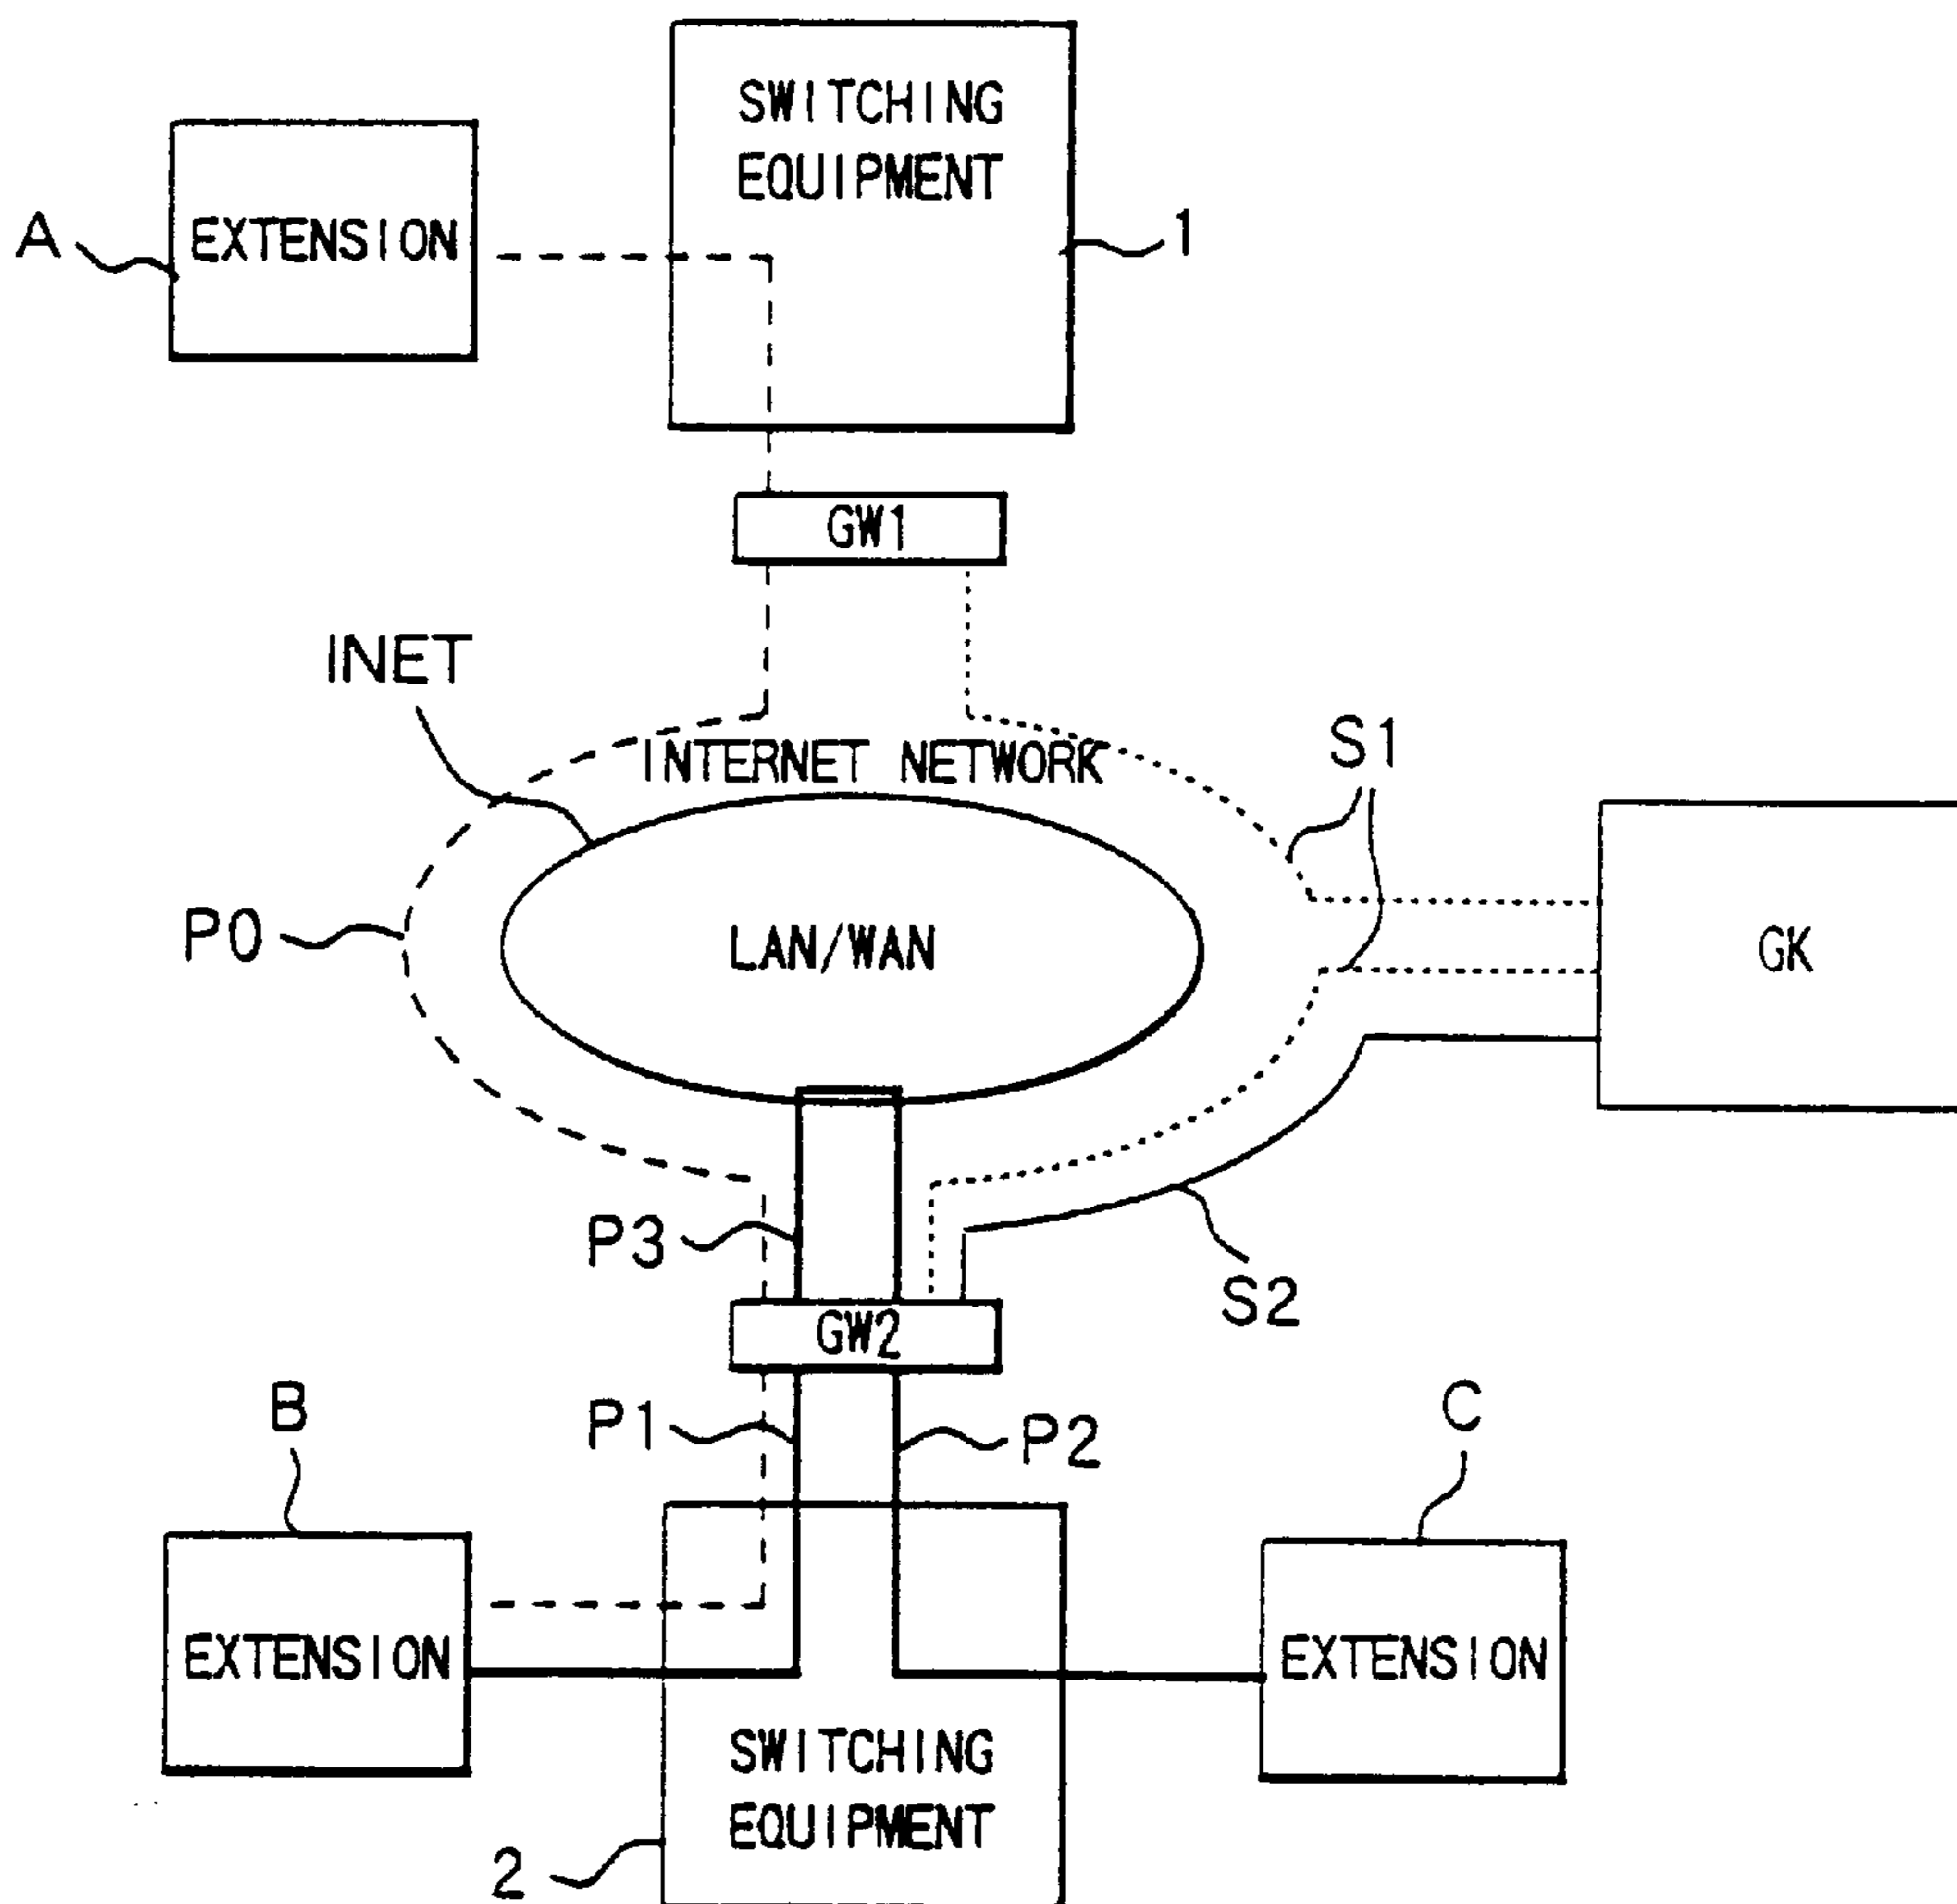 SWITCHING
EQUIPMENT
A
EXTENSION
1
GW1
INET
INTERNET NETWORK
S1
P0
LAN/WAN
GK
P3
S2
GW2
B
P1
P2
C
EXTENSION
EXTENSION
SWITCHING
EQUIPMENT
2